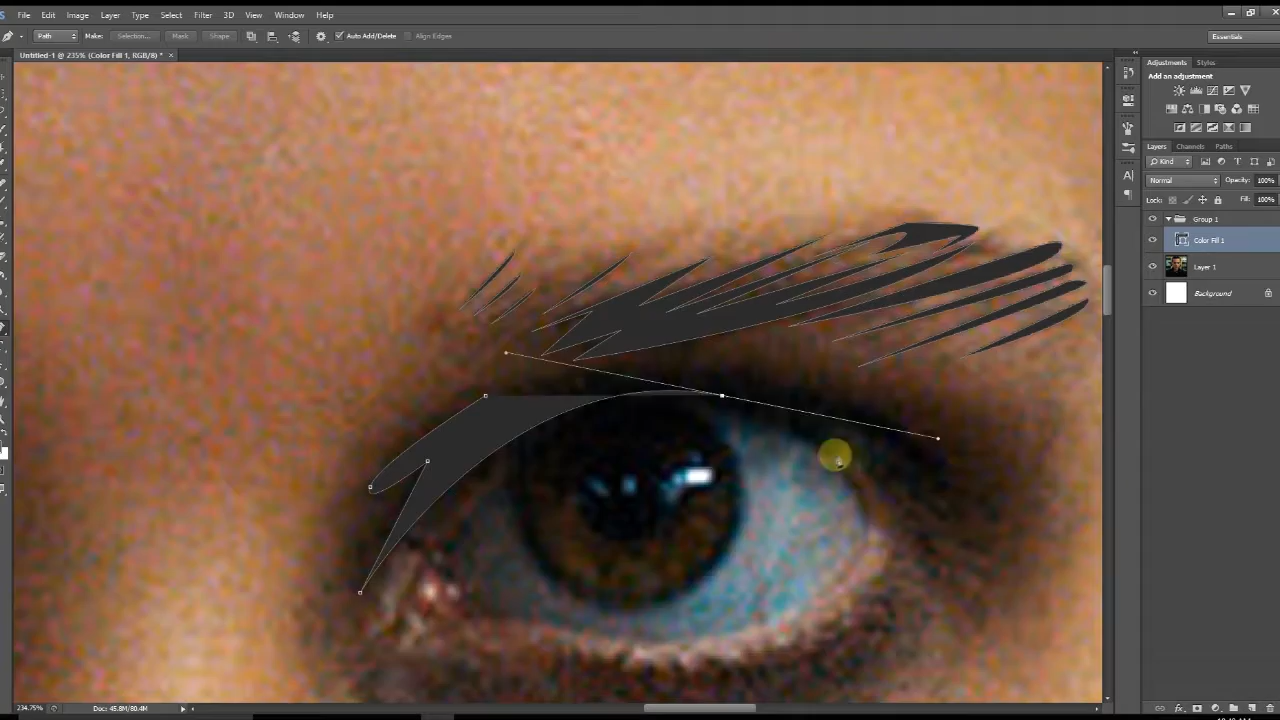 File Edit Image Layer Type Select Filter 3D View Window Help
Path Make: Selection... Mask Shape Auto Add/Delete Align Edges Essentials
Untitled-1 @ 235% (Color Fill 1, RGB/8) *
Adjustments Styles
Add an adjustment
Layers Channels Paths
Kind
Normal Opacity: 100%
Lock: Fill: 100%
Group 1
Color Fill 1
Layer 1
Background
234.75% Doc: 45.8M/80.4M